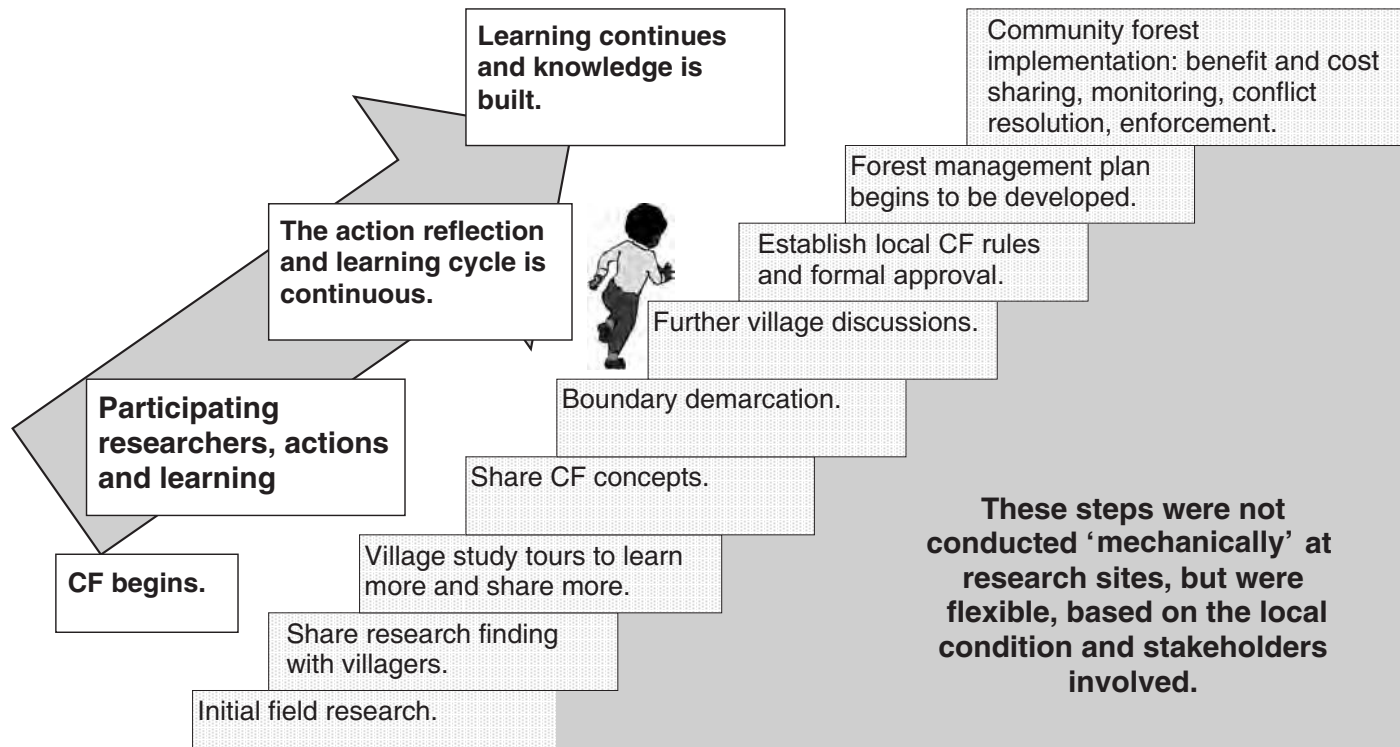 Learning continues
and knowledge is
built.
Community forest
implementation: benefit and cost
sharing, monitoring, conflict
resolution, enforcement.
Forest management plan
begins to be developed.
The action reflection
and learning cycle is
continuous.
Establish local CF rules
and formal approval.
Further village discussions.
Participating
researchers, actions
and learning
Boundary demarcation.
Share CF concepts.
CF begins.
Village study tours to learn
more and share more.
Share research finding
with villagers.
Initial field research.
These steps were not
conducted ‘mechanically’ at
research sites, but were
flexible, based on the local
condition and stakeholders
involved.